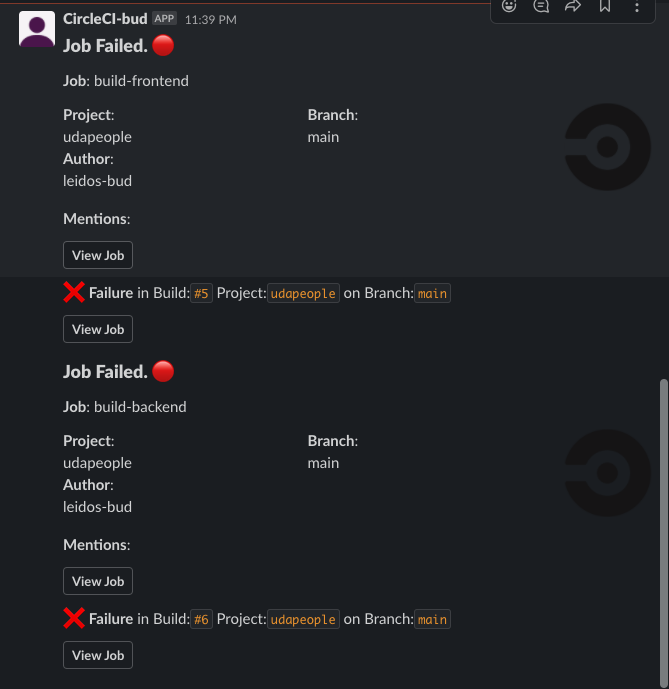 CircleCI-bud APP 11:39 PM
Job Failed.
Job: build-frontend
Project: Branch:
udapeople main
Author:
leidos-bud
Mentions:
View Job
Failure in Build:#5 Project:udapeople on Branch:main
View Job
Job Failed.
Job: build-backend
Project: Branch:
udapeople main
Author:
leidos-bud
Mentions:
View Job
Failure in Build:#6 Project:udapeople on Branch:main
View Job